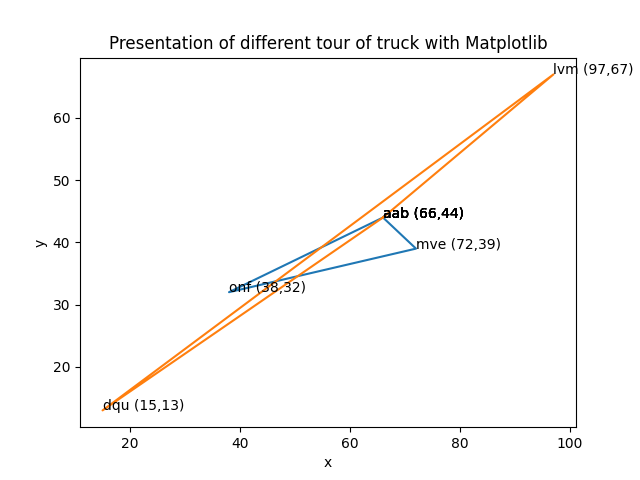 Presentation of different tour of truck with Matplotlib
lvm (97,67)
60
50
aab (66,44)
y
40
mve (72,39)
onf (38,32)
30
20
dqu (15,13)
20 40 60 80 100
x